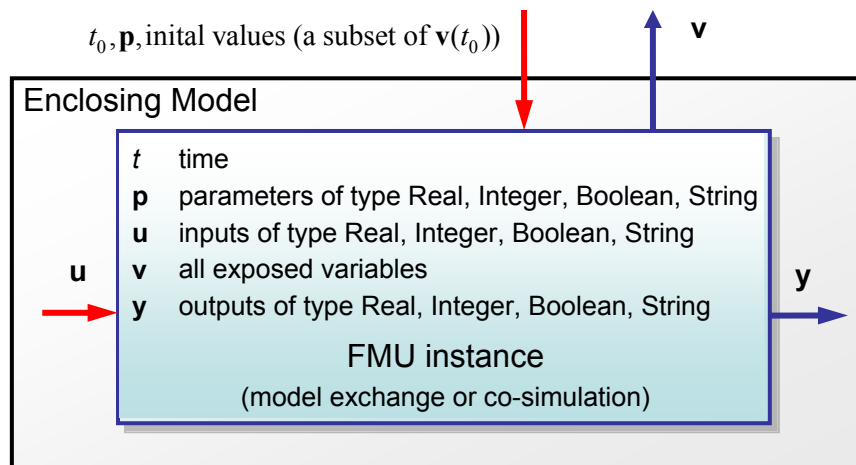 t₀, p, inital values (a subset of v(t₀))
v
Enclosing Model
t time
p parameters of type Real, Integer, Boolean, String
u inputs of type Real, Integer, Boolean, String
v all exposed variables
y outputs of type Real, Integer, Boolean, String
u
y
FMU instance
(model exchange or co-simulation)